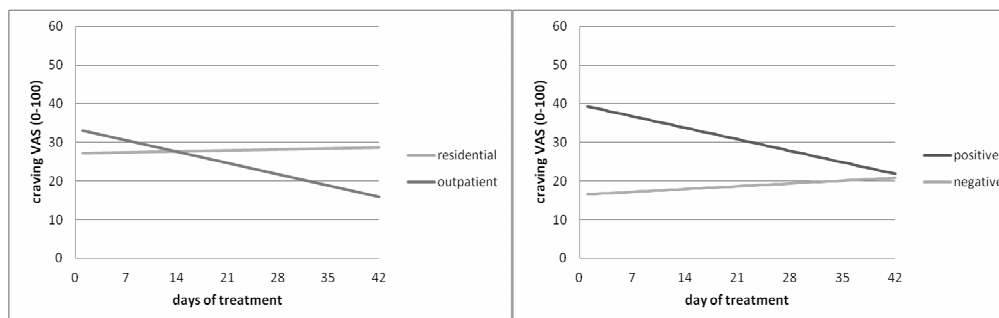 60
50
40
30
20
10
0
craving VAS (0-100)
0 7 14 21 28 35 42
days of treatment
residential
outpatient
60
50
40
30
20
10
0
craving VAS (0-100)
0 7 14 21 28 35 42
day of treatment
positive
negative